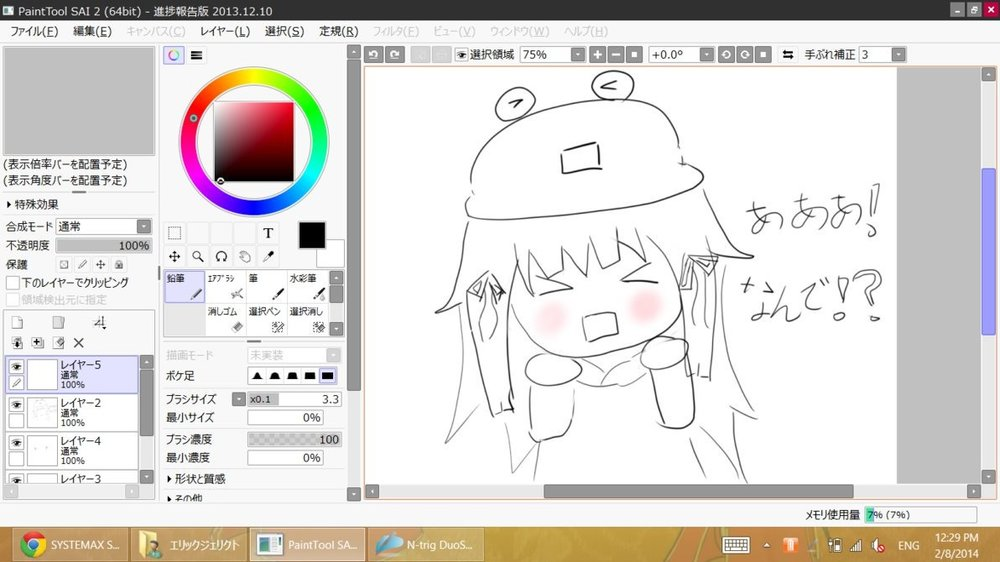 PaintTool SAI 2 (64bit) - 進捗報告版 2013.12.10
ファイル(F) 編集(E) キャンバス(C) レイヤー(L) 選択(S) 定規(R) フィルタ(F) ビュー(V) ウィンドウ(W) ヘルプ(H)
選択領域 75% +0.0° 手ぶれ補正 3
(表示倍率バーを配置予定)
(表示角度バーを配置予定)
特殊効果
合成モード 通常
不透明度 100%
保護
下のレイヤーでクリッピング
領域検出元に指定
レイヤー5
通常
100%
レイヤー2
通常
100%
レイヤー4
通常
100%
レイヤー3
T
鉛筆 エアブラシ 筆 水彩筆
消しゴム 選択ペン 選択消し
描画モード 未実装
ボケ足
ブラシサイズ x0.1 3.3
最小サイズ 0%
ブラシ濃度 100
最小濃度 0%
形状と質感
その他
あああ!
なんで!?
メモリ使用量 7% (7%)
SYSTEMAX S... エリックジェリクト PaintTool SA... N-trig DuoS...
ENG
12:29 PM
2/8/2014